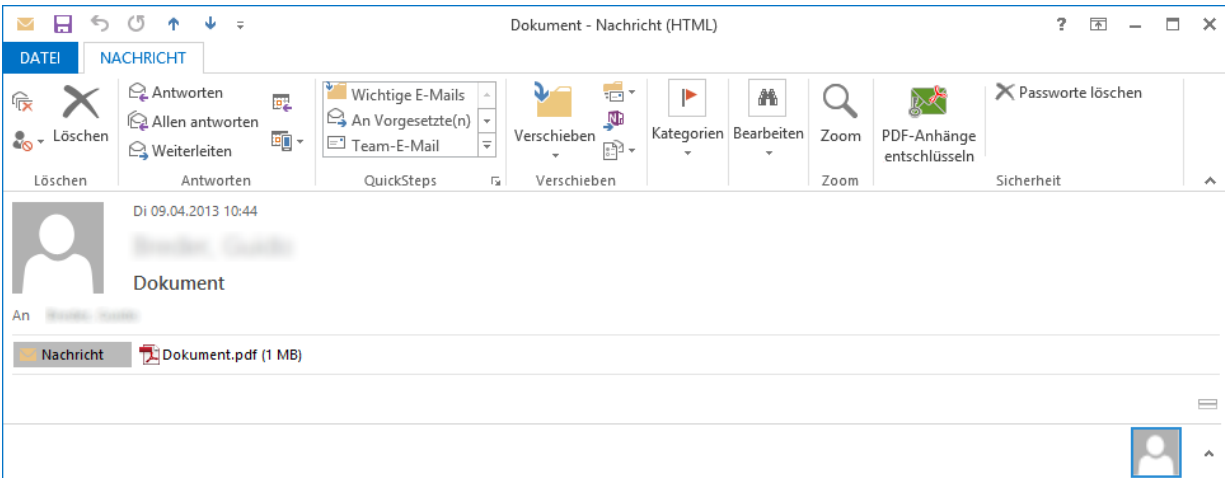 Dokument - Nachricht (HTML)
?
DATEI NACHRICHT
Löschen
Antworten
Allen antworten
Weiterleiten
Wichtige E-Mails
An Vorgesetzte(n)
Team-E-Mail
Verschieben
Kategorien
Bearbeiten
Zoom
PDF-Anhänge
entschlüsseln
Passworte löschen
Löschen Antworten QuickSteps Verschieben Zoom Sicherheit
Di 09.04.2013 10:44
Dokument
An
Nachricht Dokument.pdf (1 MB)